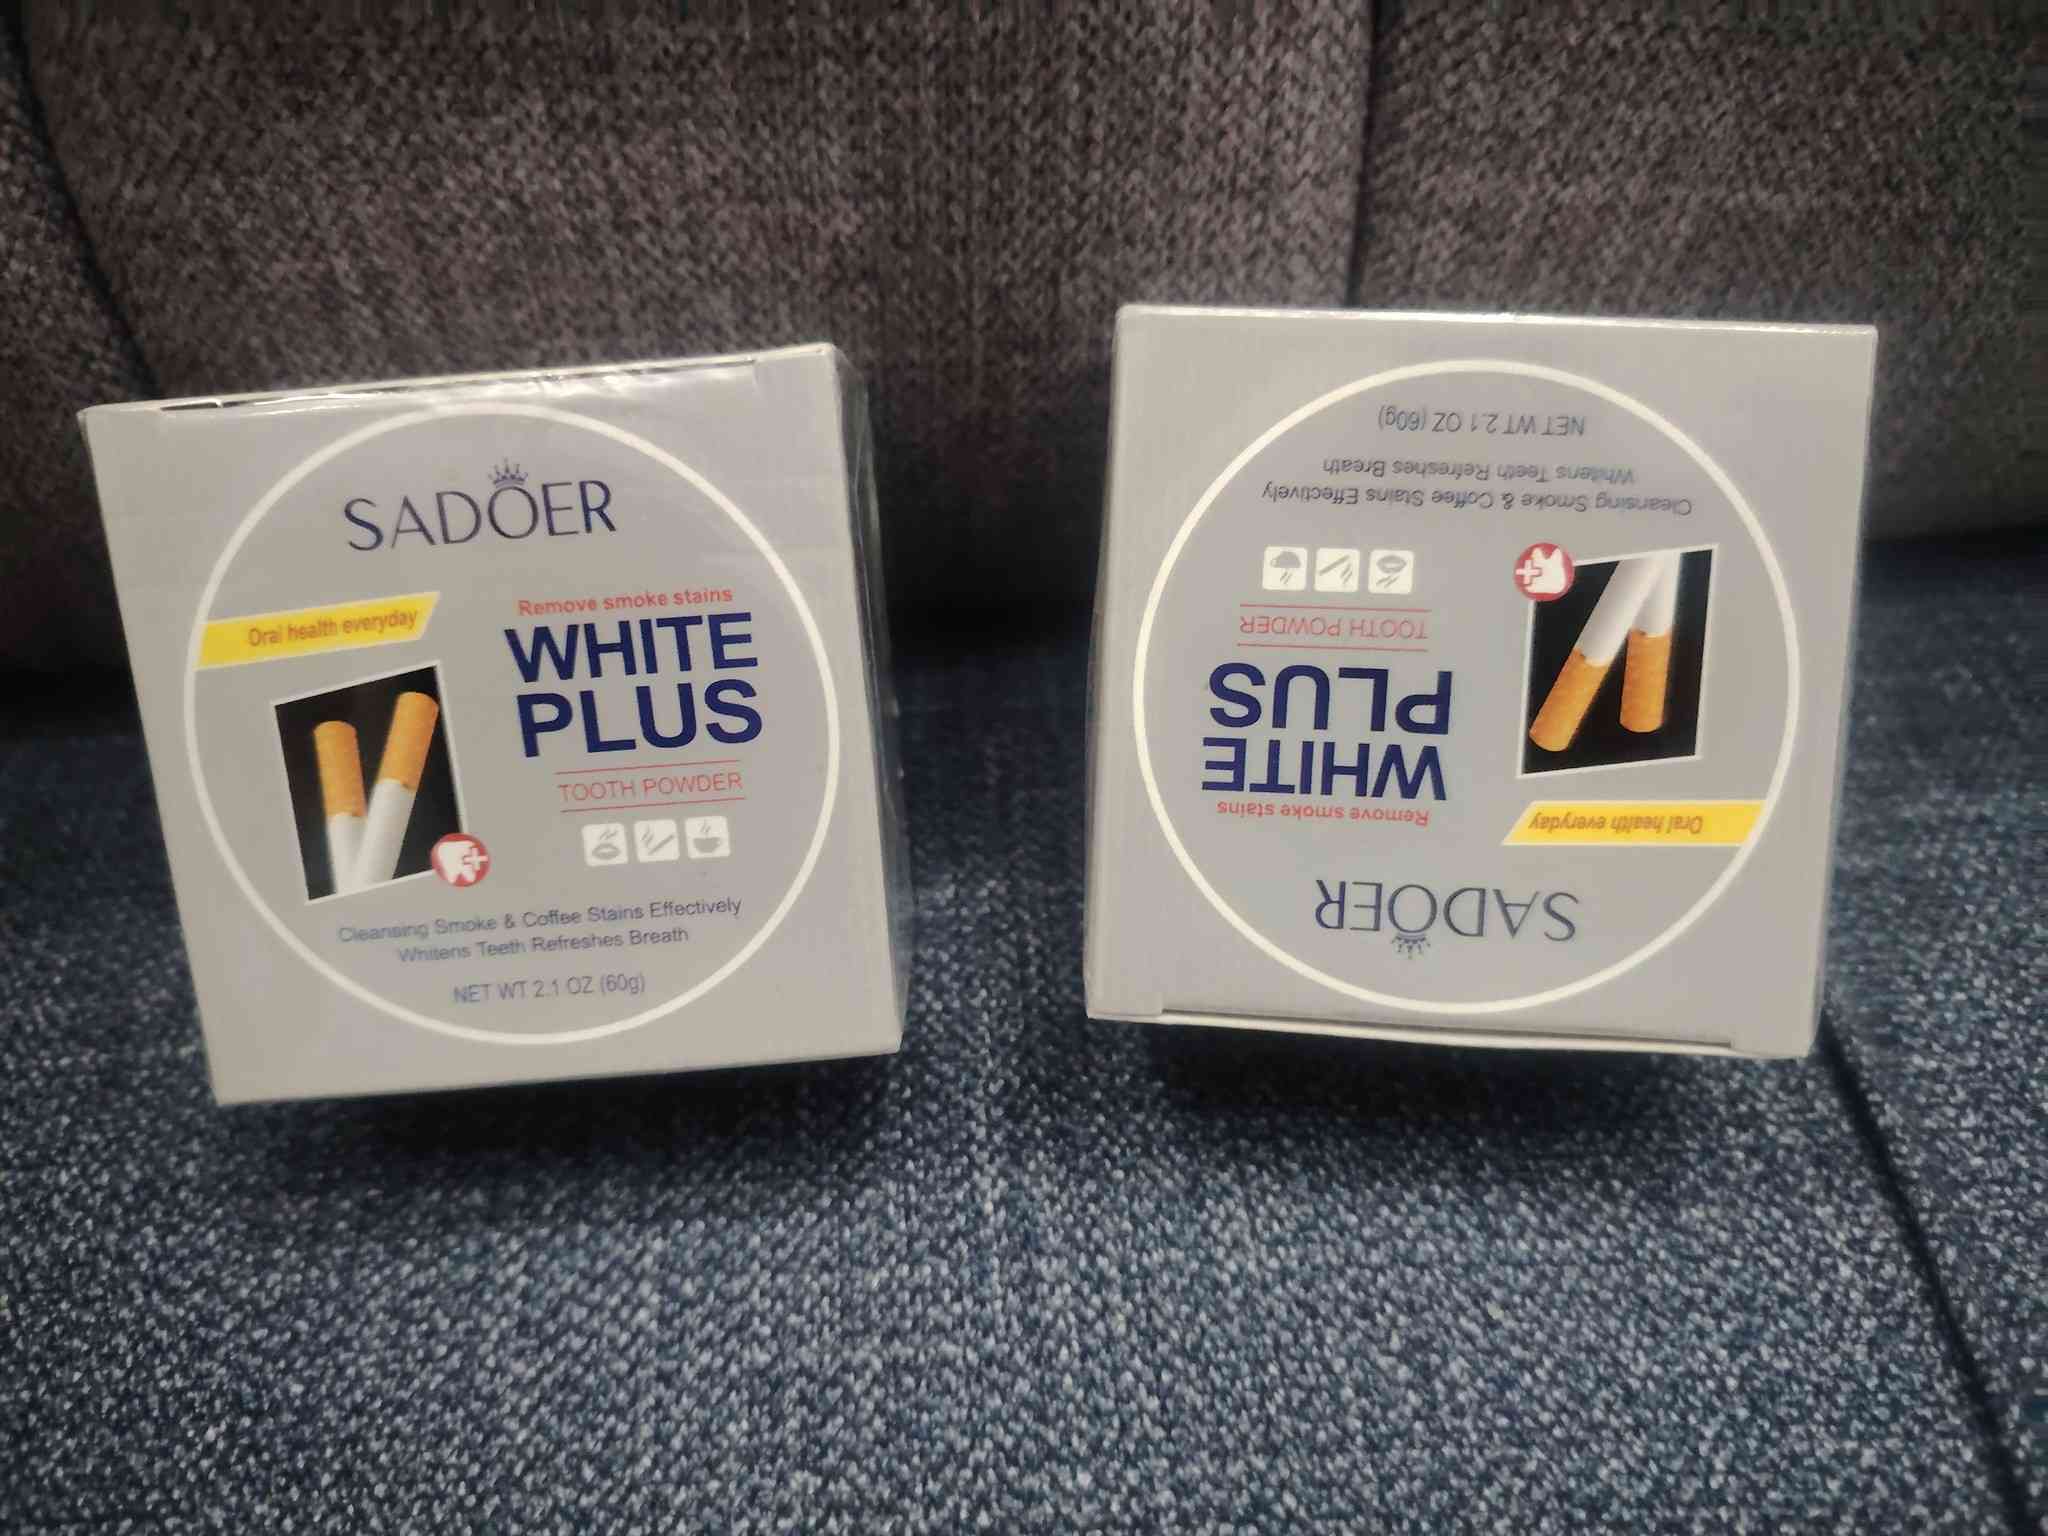 SADOER
Oral health everyday
Remove smoke stains
WHITE
PLUS
TOOTH POWDER
Cleansing Smoke & Coffee Stains Effectively
Whitens Teeth Refreshes Breath
NET WT 2.1 OZ (60g)
SADOER
Oral health everyday
Remove smoke stains
WHITE
PLUS
TOOTH POWDER
Cleansing Smoke & Coffee Stains Effectively
Whitens Teeth Refreshes Breath
NET WT 2.1 OZ (60g)